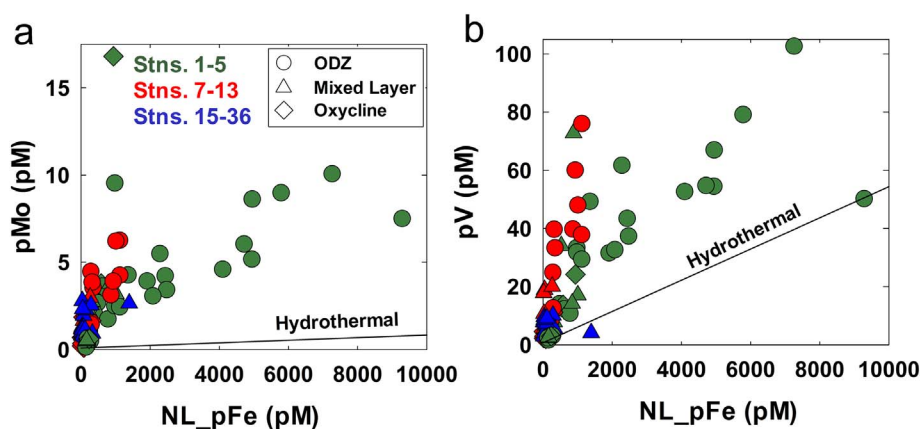 a
Stns. 1-5
Stns. 7-13
Stns. 15-36
ODZ
Mixed Layer
Oxycline
15
10
5
0
pMo (pM)
Hydrothermal
0 2000 4000 6000 8000 10000
NL_pFe (pM)
b
100
80
60
40
20
0
pV (pM)
Hydrothermal
0 2000 4000 6000 8000 10000
NL_pFe (pM)